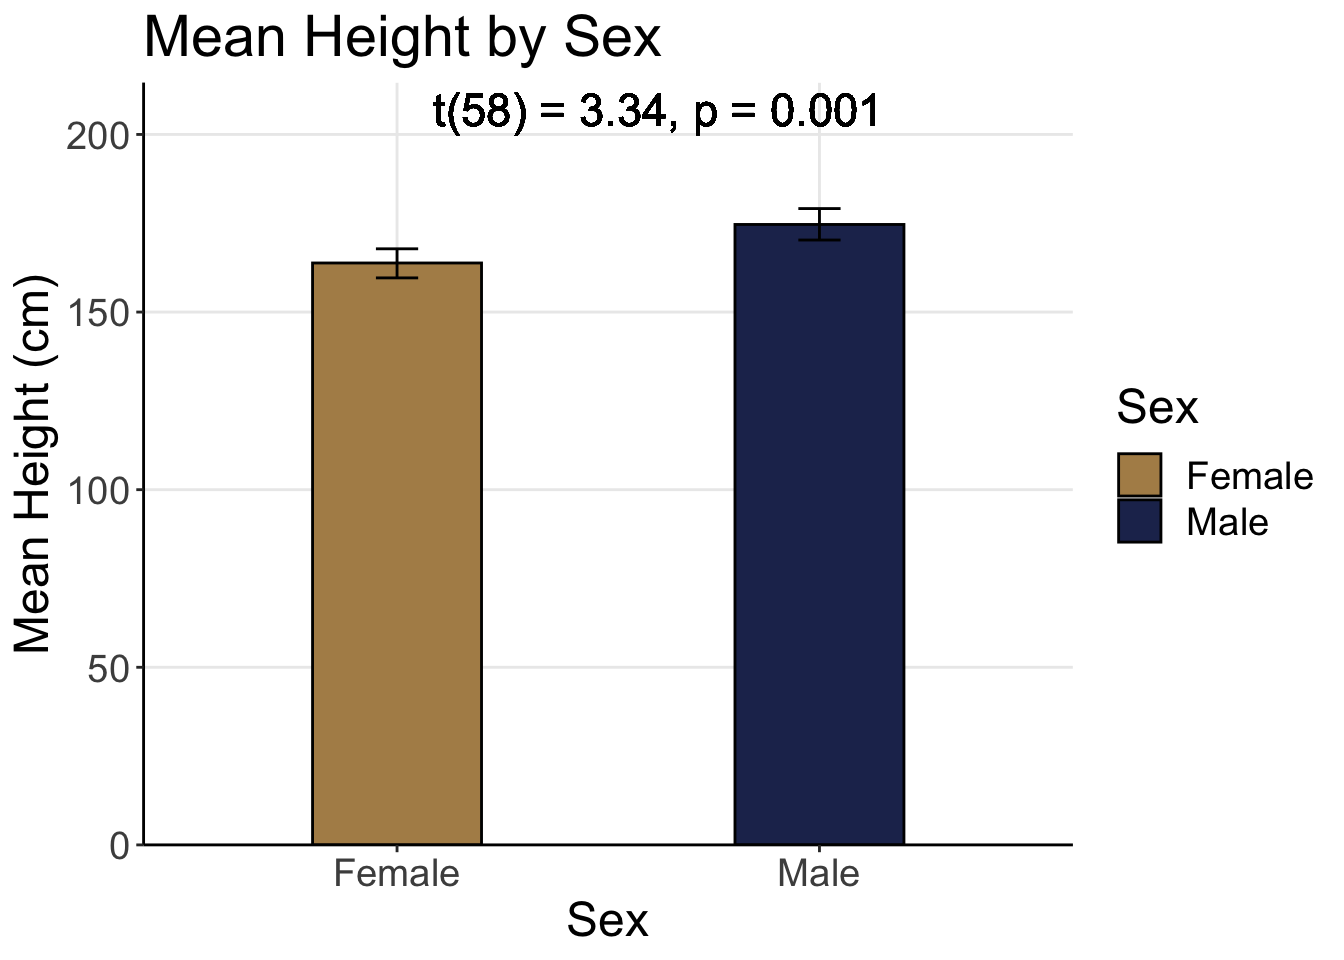 Mean Height by Sex
t(58) = 3.34, p = 0.001
200
150
100
50
0
Mean Height (cm)
Female
Male
Sex
Sex
Female
Male